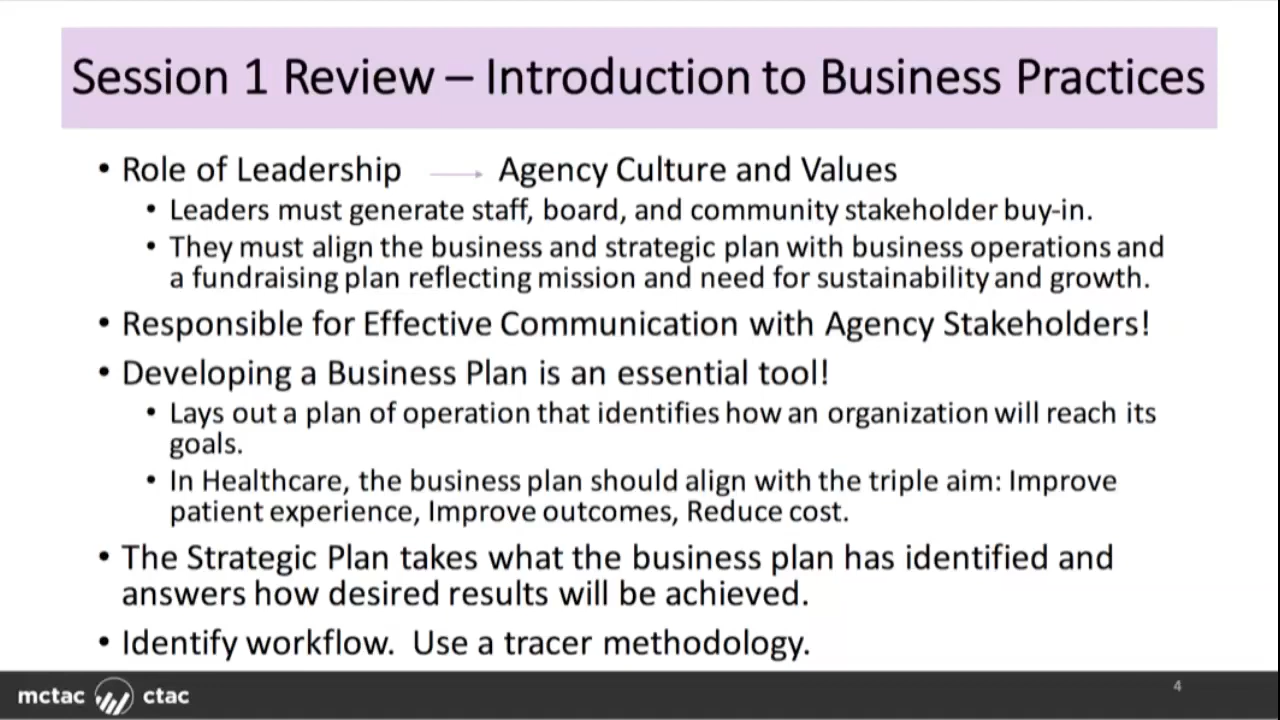 Session 1 Review – Introduction to Business Practices
• Role of Leadership → Agency Culture and Values
• Leaders must generate staff, board, and community stakeholder buy-in.
• They must align the business and strategic plan with business operations and
a fundraising plan reflecting mission and need for sustainability and growth.
• Responsible for Effective Communication with Agency Stakeholders!
• Developing a Business Plan is an essential tool!
• Lays out a plan of operation that identifies how an organization will reach its
goals.
• In Healthcare, the business plan should align with the triple aim: Improve
patient experience, Improve outcomes, Reduce cost.
• The Strategic Plan takes what the business plan has identified and
answers how desired results will be achieved.
• Identify workflow.  Use a tracer methodology.
mctac ctac
4